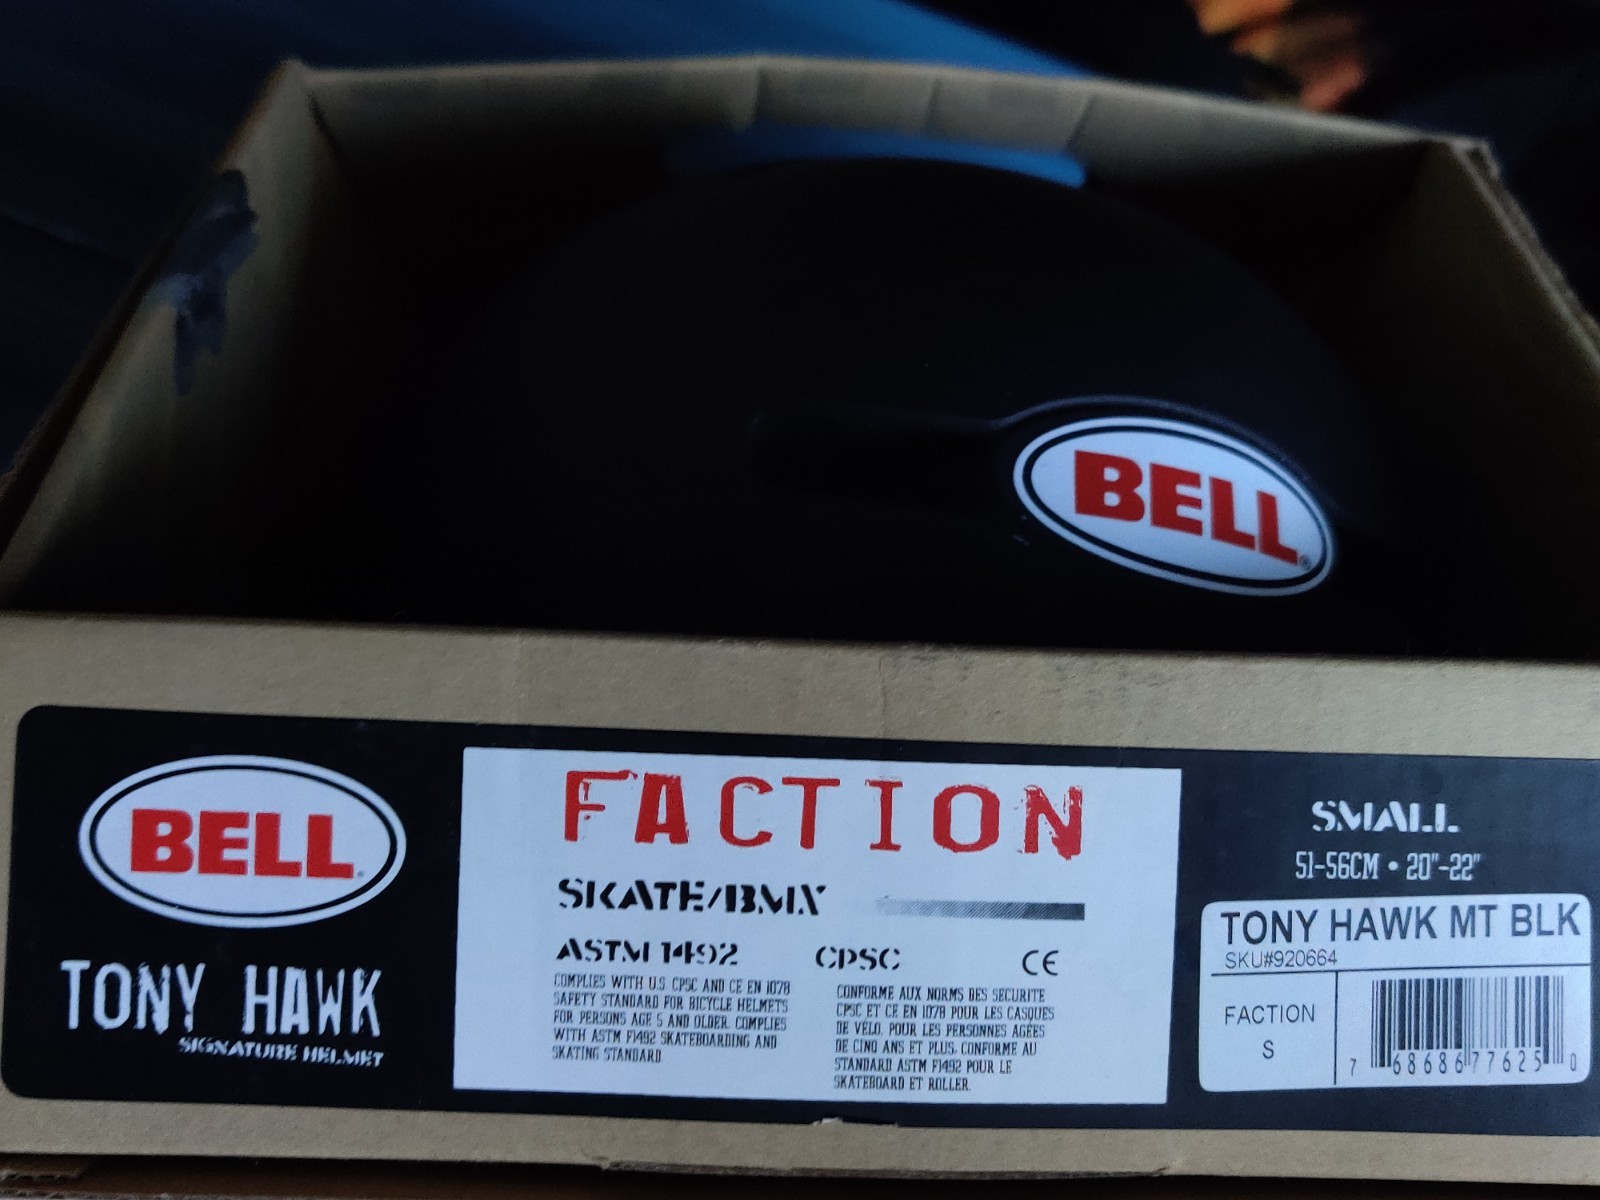 BELL®
BELL
TONY HAWK
SIGNATURE HELMET
FACTION
SKATE/BMX
ASTM 1492
CPSC
CE
COMPLIES WITH U.S. CPSC AND CE EN 1078
SAFETY STANDARD FOR BICYCLE HELMETS
FOR PERSONS AGE 5 AND OLDER. COMPLIES
WITH ASTM F1492 SKATEBOARDING AND
SKATING STANDARD
CONFORME AUX NORMS DES SECURITE
CPSC ET CE EN 1078 POUR LES CASQUES
DE VÉLO. POUR LES PERSONNES AGÉES
DE CINQ ANS ET PLUS. CONFORME AU
STANDARD ASTM F1492 POUR LE
SKATEBOARD ET ROLLER.
SMALL
51-56CM • 20"-22"
TONY HAWK MT BLK
SKU#920664
FACTION
S
7 68686 77625 0